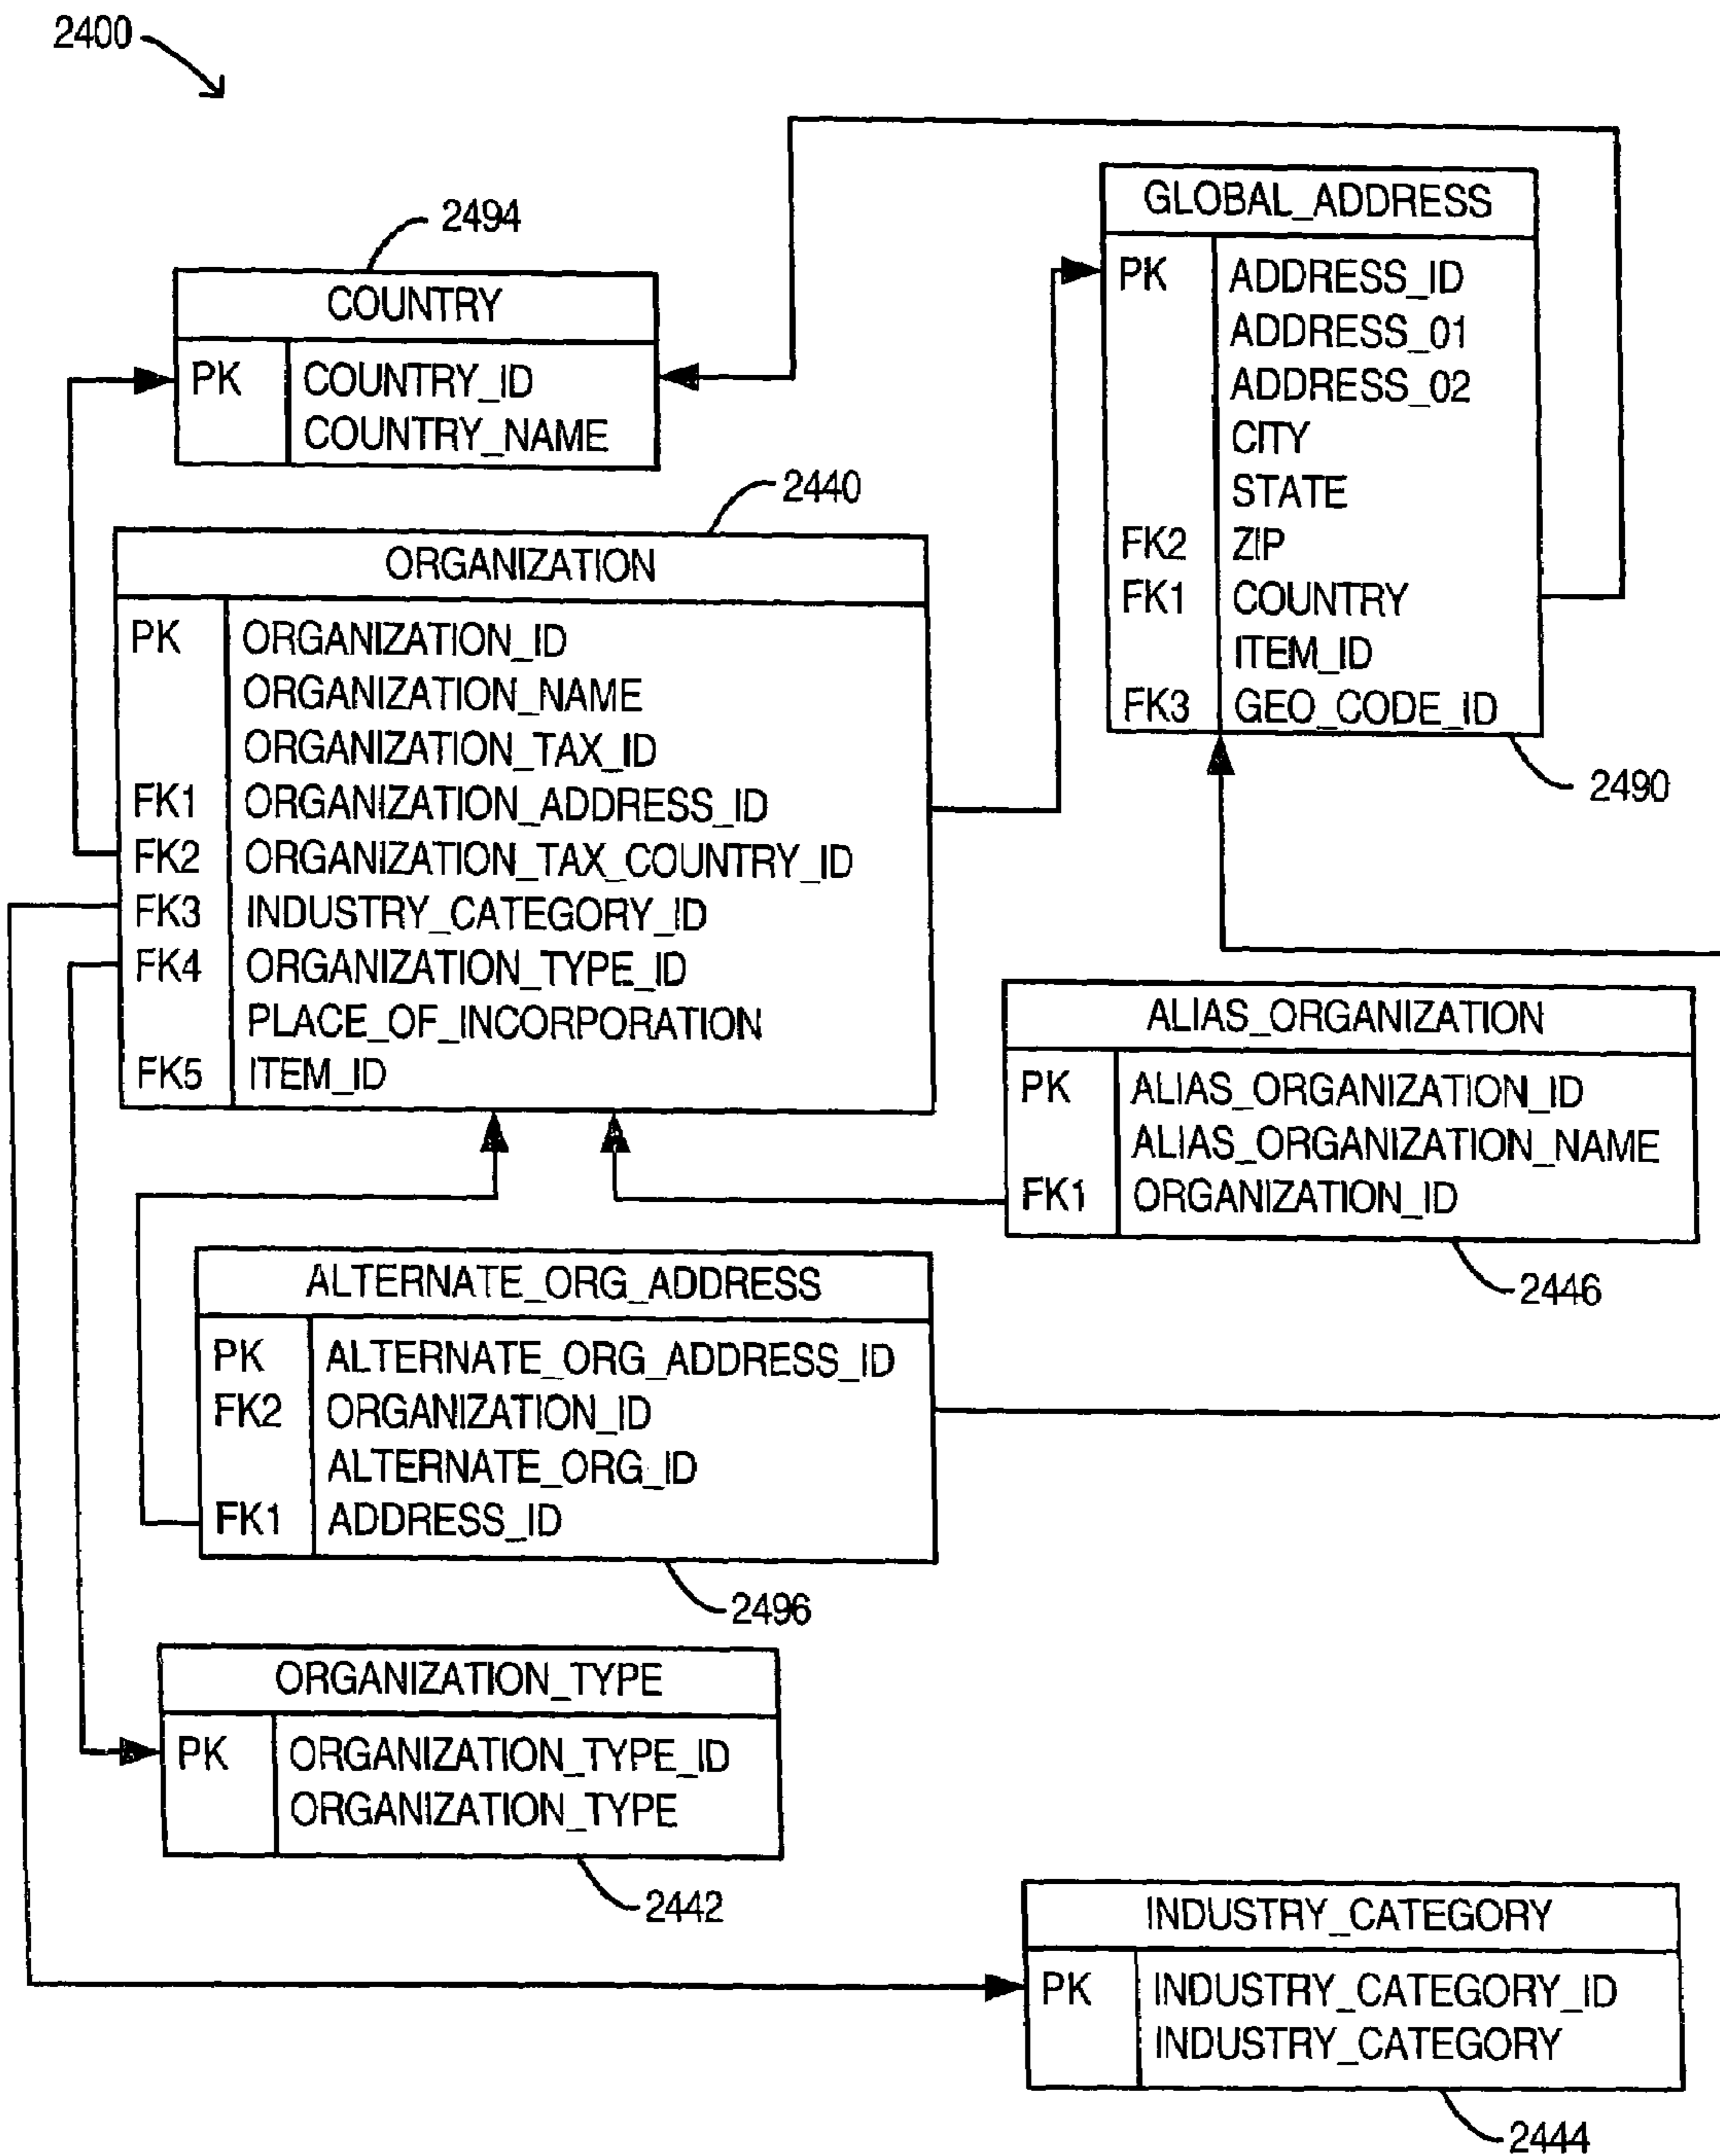 2400
2494
COUNTRY
PK COUNTRY_ID
COUNTRY_NAME
GLOBAL_ADDRESS
PK ADDRESS_ID
ADDRESS_01
ADDRESS_02
CITY
STATE
FK2 ZIP
FK1 COUNTRY
ITEM_ID
FK3 GEO_CODE_ID
2490
2440
ORGANIZATION
PK ORGANIZATION_ID
ORGANIZATION_NAME
ORGANIZATION_TAX_ID
FK1 ORGANIZATION_ADDRESS_ID
FK2 ORGANIZATION_TAX_COUNTRY_ID
FK3 INDUSTRY_CATEGORY_ID
FK4 ORGANIZATION_TYPE_ID
PLACE_OF_INCORPORATION
FK5 ITEM_ID
ALIAS_ORGANIZATION
PK ALIAS_ORGANIZATION_ID
ALIAS_ORGANIZATION_NAME
FK1 ORGANIZATION_ID
2446
ALTERNATE_ORG_ADDRESS
PK ALTERNATE_ORG_ADDRESS_ID
FK2 ORGANIZATION_ID
ALTERNATE_ORG_ID
FK1 ADDRESS_ID
2496
ORGANIZATION_TYPE
PK ORGANIZATION_TYPE_ID
ORGANIZATION_TYPE
2442
INDUSTRY_CATEGORY
PK INDUSTRY_CATEGORY_ID
INDUSTRY_CATEGORY
2444